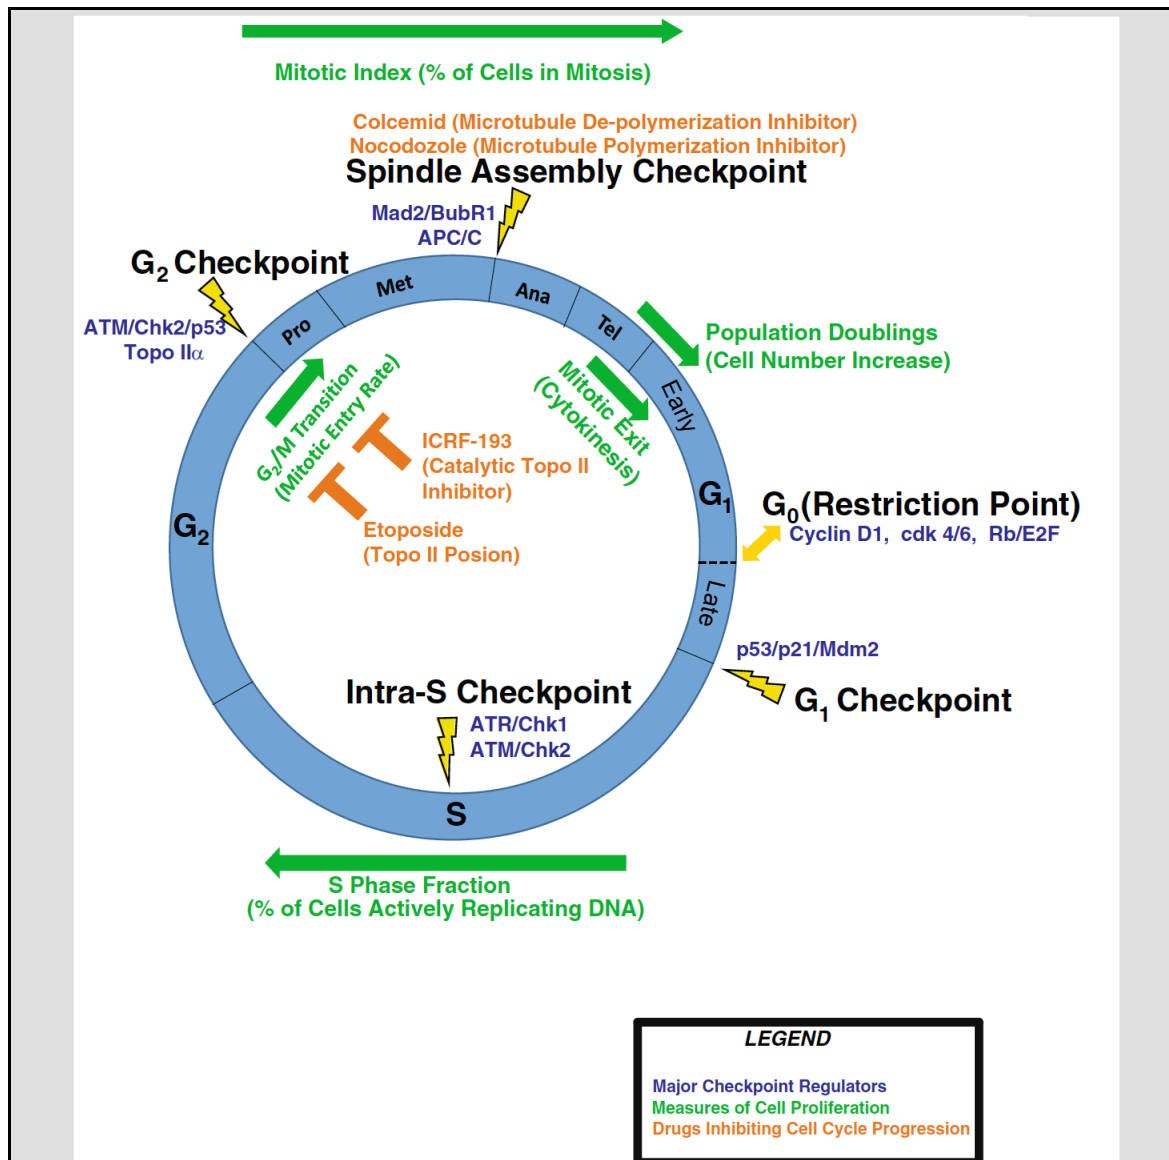 Mitotic Index (% of Cells in Mitosis)
Colcemid (Microtubule De-polymerization Inhibitor)
Nocodozole (Microtubule Polymerization Inhibitor)
Spindle Assembly Checkpoint
Mad2/BubR1
APC/C
G2 Checkpoint
ATM/Chk2/p53
Topo IIα
Pro
Met
Ana
Tel
Early
G1
Late
S
G2
Population Doublings
(Cell Number Increase)
Mitotic Exit
(Cytokinesis)
G2/M Transition
(Mitotic Entry Rate)
ICRF-193
(Catalytic Topo II
Inhibitor)
Etoposide
(Topo II Posion)
G0(Restriction Point)
Cyclin D1, cdk 4/6, Rb/E2F
p53/p21/Mdm2
G1 Checkpoint
Intra-S Checkpoint
ATR/Chk1
ATM/Chk2
S Phase Fraction
(% of Cells Actively Replicating DNA)
LEGEND
Major Checkpoint Regulators
Measures of Cell Proliferation
Drugs Inhibiting Cell Cycle Progression